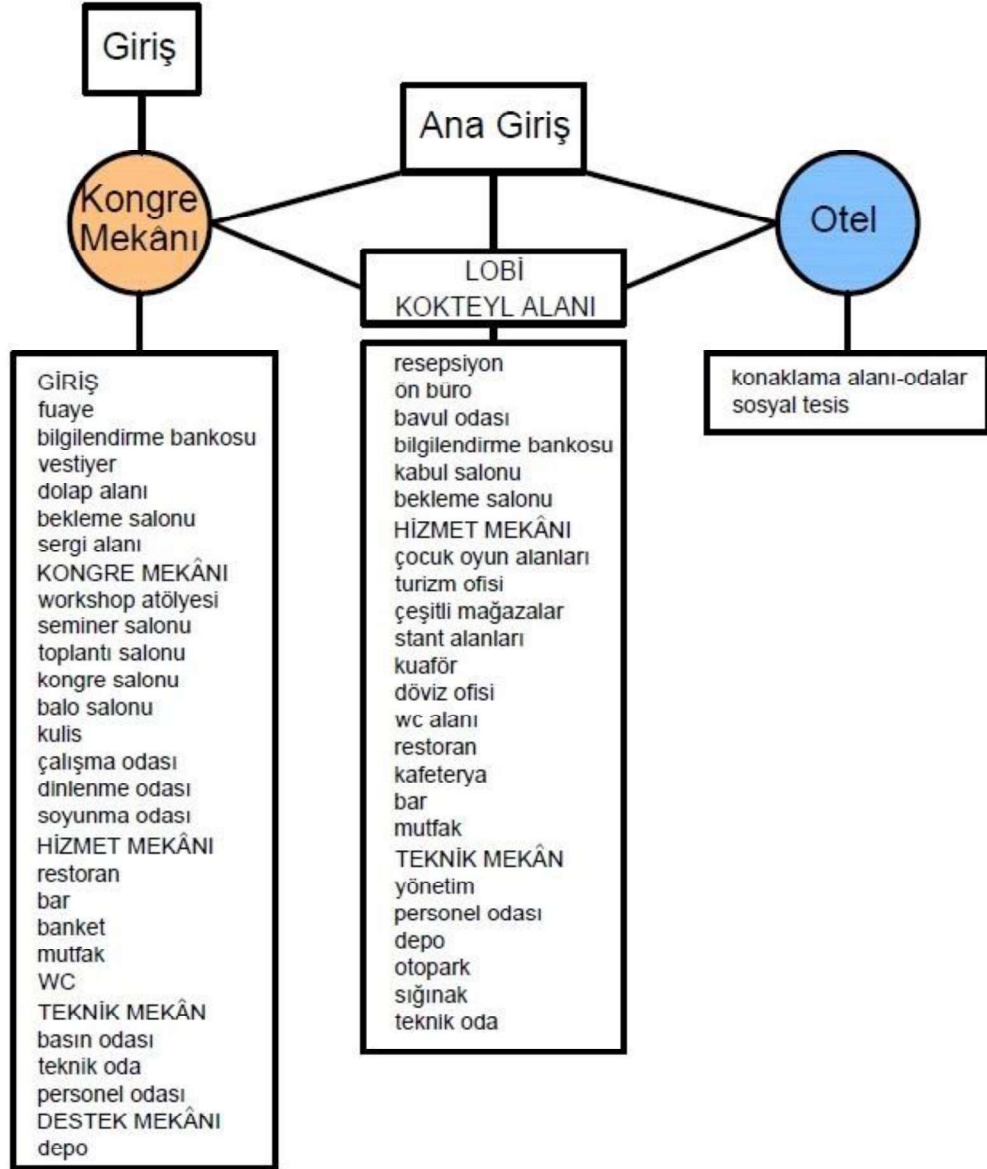 Giriş
Ana Giriş
Kongre
Mekânı
Otel
LOBİ
KOKTEYL ALANI
GİRİŞ
fuaye
bilgilendirme bankosu
vestiyer
dolap alanı
bekleme salonu
sergi alanı
KONGRE MEKÂNI
workshop atölyesi
seminer salonu
toplantı salonu
kongre salonu
balo salonu
kulis
çalışma odası
dinlenme odası
soyunma odası
HİZMET MEKÂNI
restoran
bar
banket
mutfak
WC
TEKNİK MEKÂN
basın odası
teknik oda
personel odası
DESTEK MEKÂNI
depo
resepsiyon
ön büro
bavul odası
bilgilendirme bankosu
kabul salonu
bekleme salonu
HİZMET MEKÂNI
çocuk oyun alanları
turizm ofisi
çeşitli mağazalar
stant alanları
kuaför
döviz ofisi
wc alanı
restoran
kafeterya
bar
mutfak
TEKNİK MEKÂN
yönetim
personel odası
depo
otopark
sığınak
teknik oda
konaklama alanı-odalar
sosyal tesis